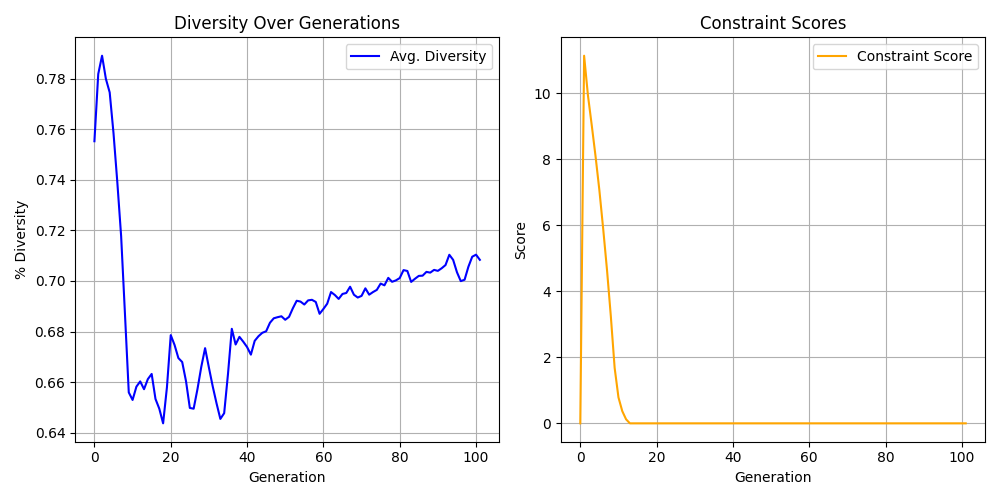 Diversity Over Generations
Avg. Diversity
% Diversity
0.78
0.76
0.74
0.72
0.70
0.68
0.66
0.64
0 20 40 60 80 100
Generation
Constraint Scores
Constraint Score
Score
10
8
6
4
2
0
0 20 40 60 80 100
Generation